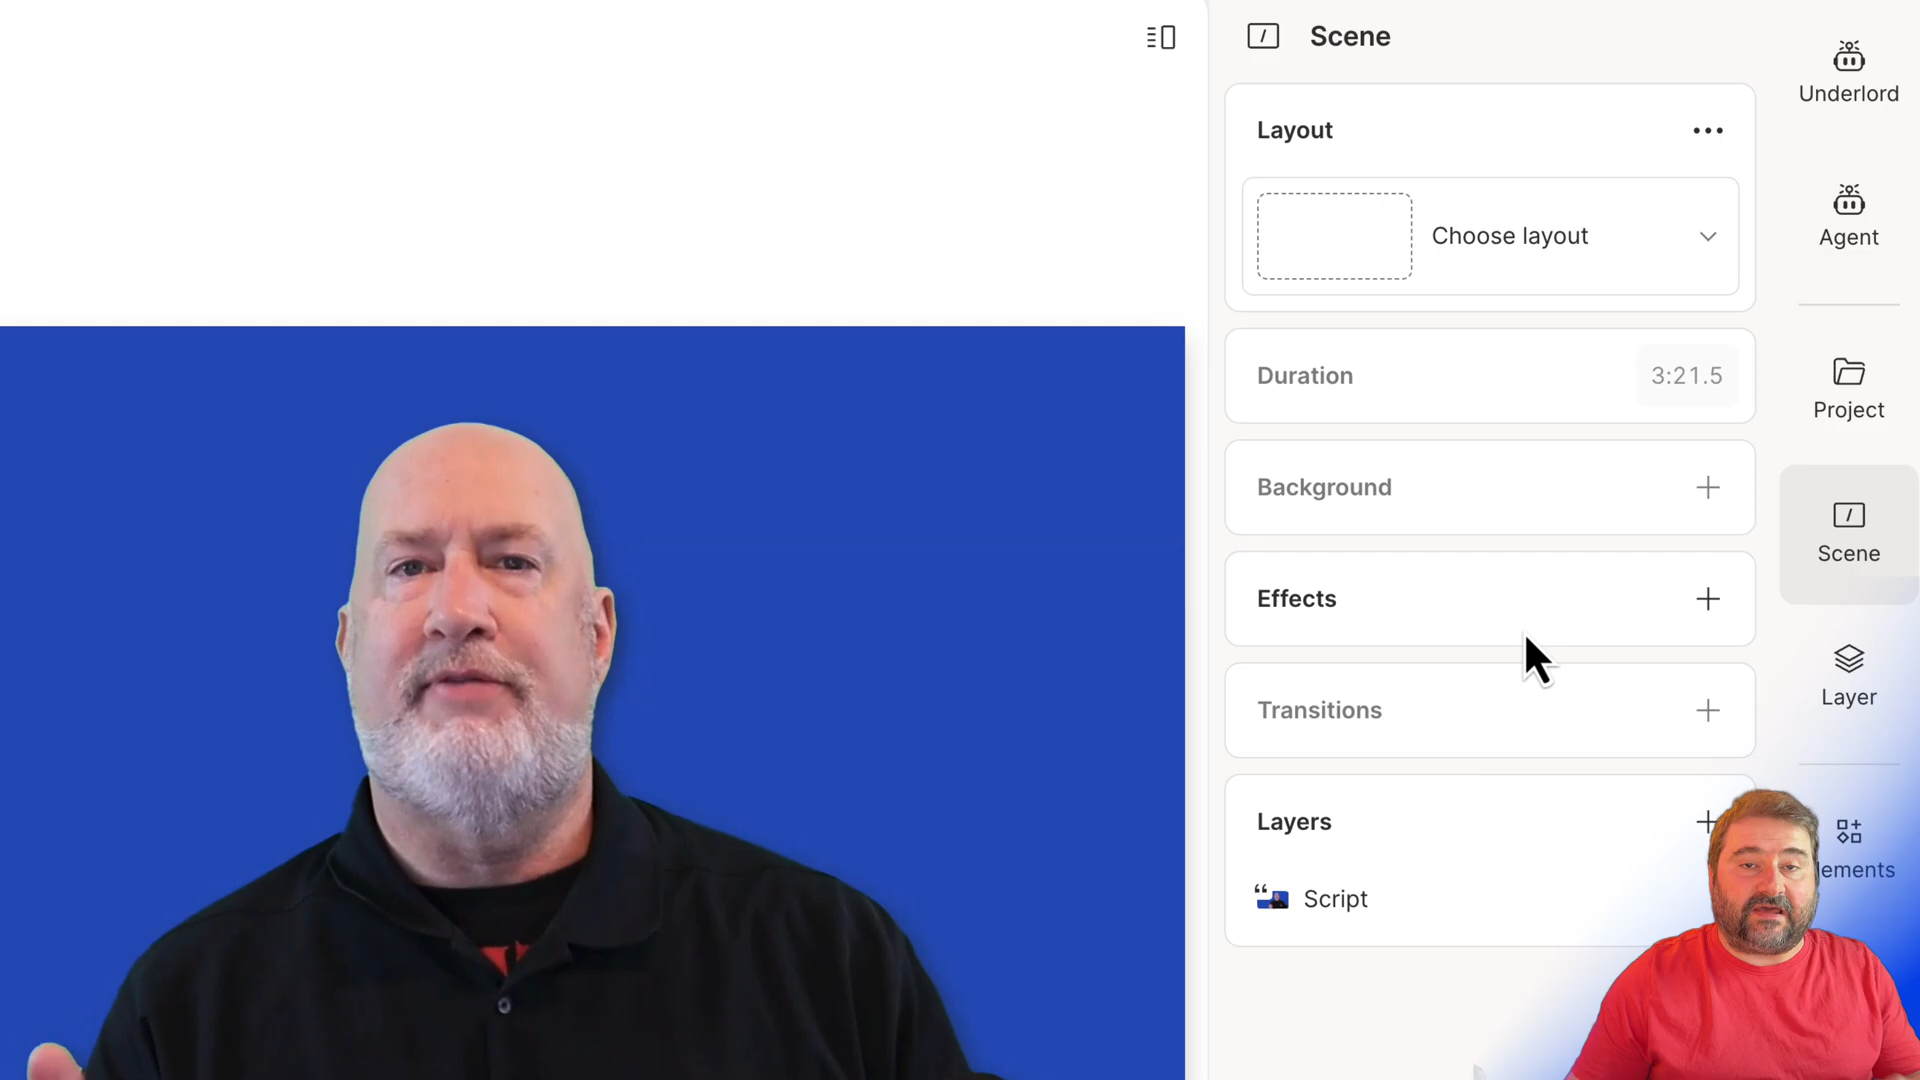 Scene
Layout
Choose layout
Duration
3:21.5
Background
Effects
Transitions
Layers
Script
Underlord
Agent
Project
Scene
Layer
ements